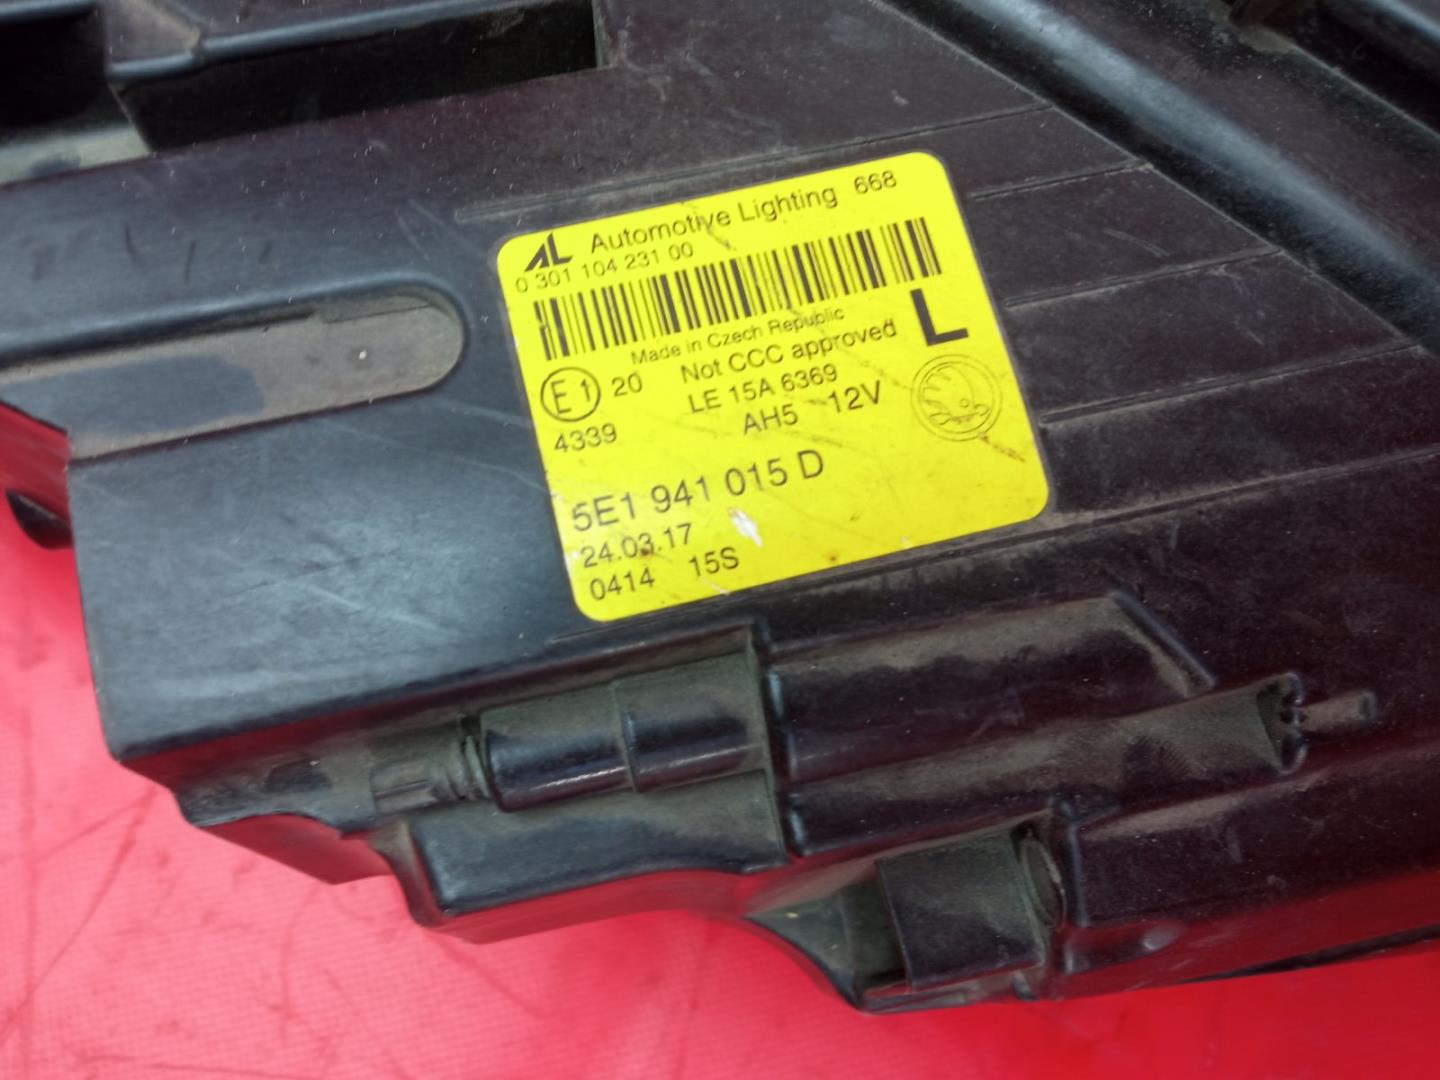 AL Automotive Lighting 668
0 301 104 231 00
Made in Czech Republic
Not CCC approved
L
E1 20
LE 15A 6369
4339
AH5 12V
5E1 941 015 D
24.03.17
0414 15S